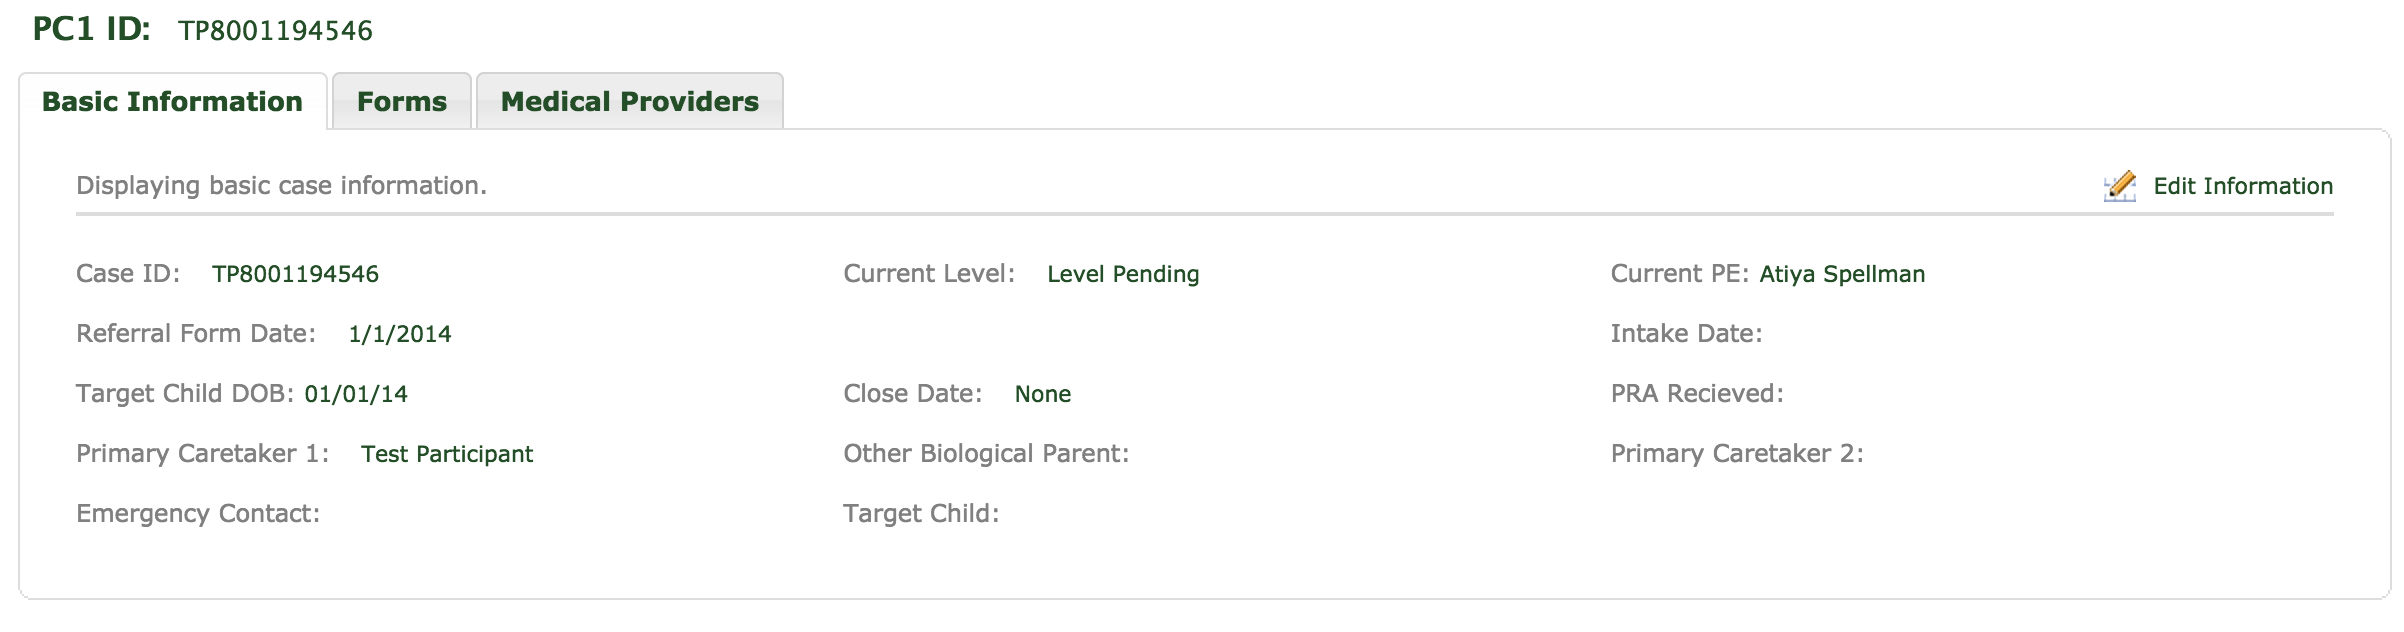 PC1 ID: TP8001194546
Basic Information Forms Medical Providers
Displaying basic case information. Edit Information
Case ID: TP8001194546 Current Level: Level Pending Current PE: Atiya Spellman
Referral Form Date: 1/1/2014 Intake Date:
Target Child DOB: 01/01/14 Close Date: None PRA Recieved:
Primary Caretaker 1: Test Participant Other Biological Parent: Primary Caretaker 2:
Emergency Contact: Target Child: